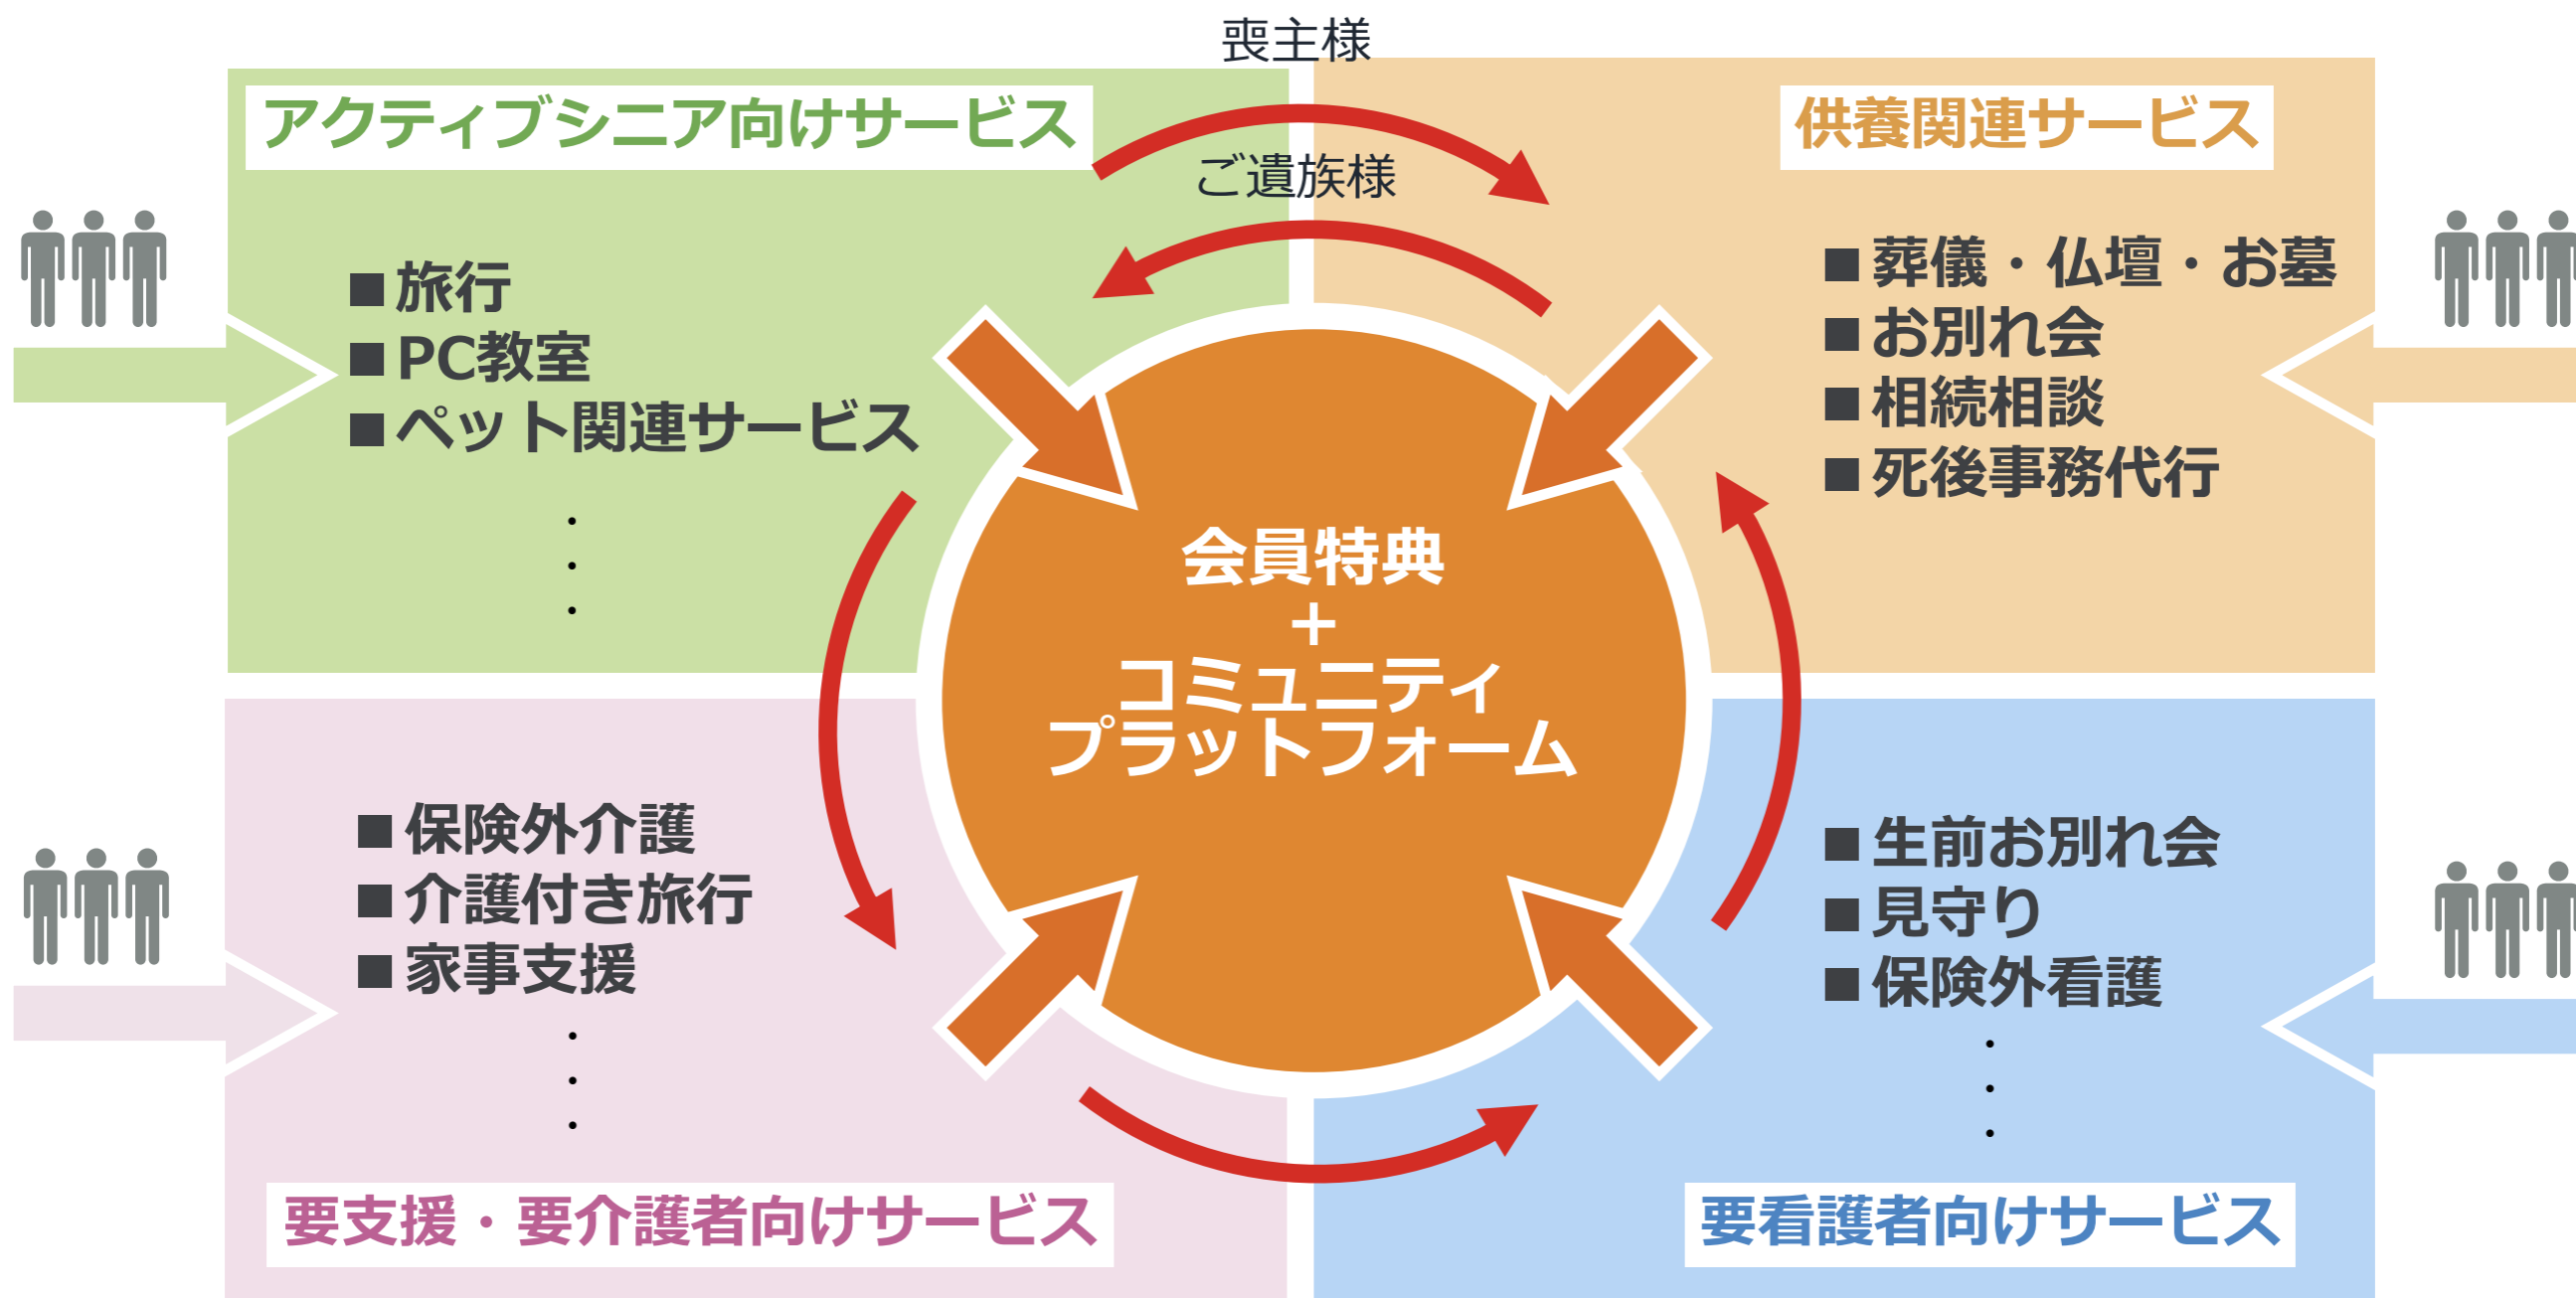 喪主様
アクティブシニア向けサービス
供養関連サービス
ご遺族様
■旅行
■PC教室
■ペット関連サービス
・
・
・
■葬儀・仏壇・お墓
■お別れ会
■相続相談
■死後事務代行
会員特典
+
コミュニティ
プラットフォーム
■保険外介護
■介護付き旅行
■家事支援
・
・
・
■生前お別れ会
■見守り
■保険外看護
・
・
・
要支援・要介護者向けサービス
要看護者向けサービス